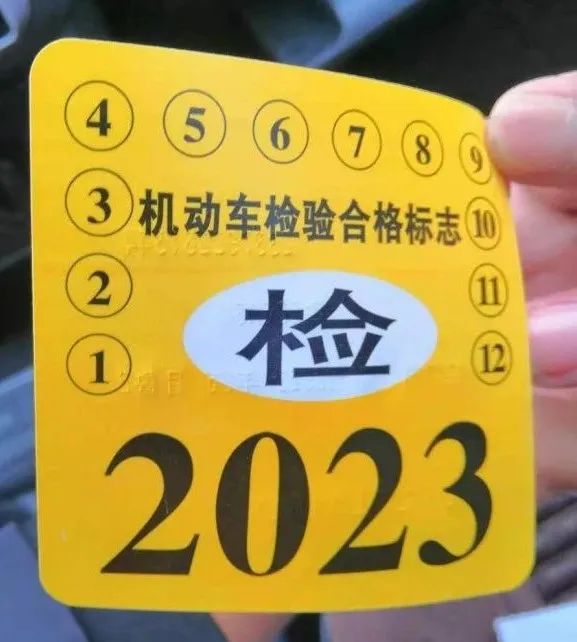 ④ ⑤ ⑥ ⑦ ⑧ ⑨
③ 机动车检验合格标志 ⑩
② ⑪
① 检 ⑫
2023